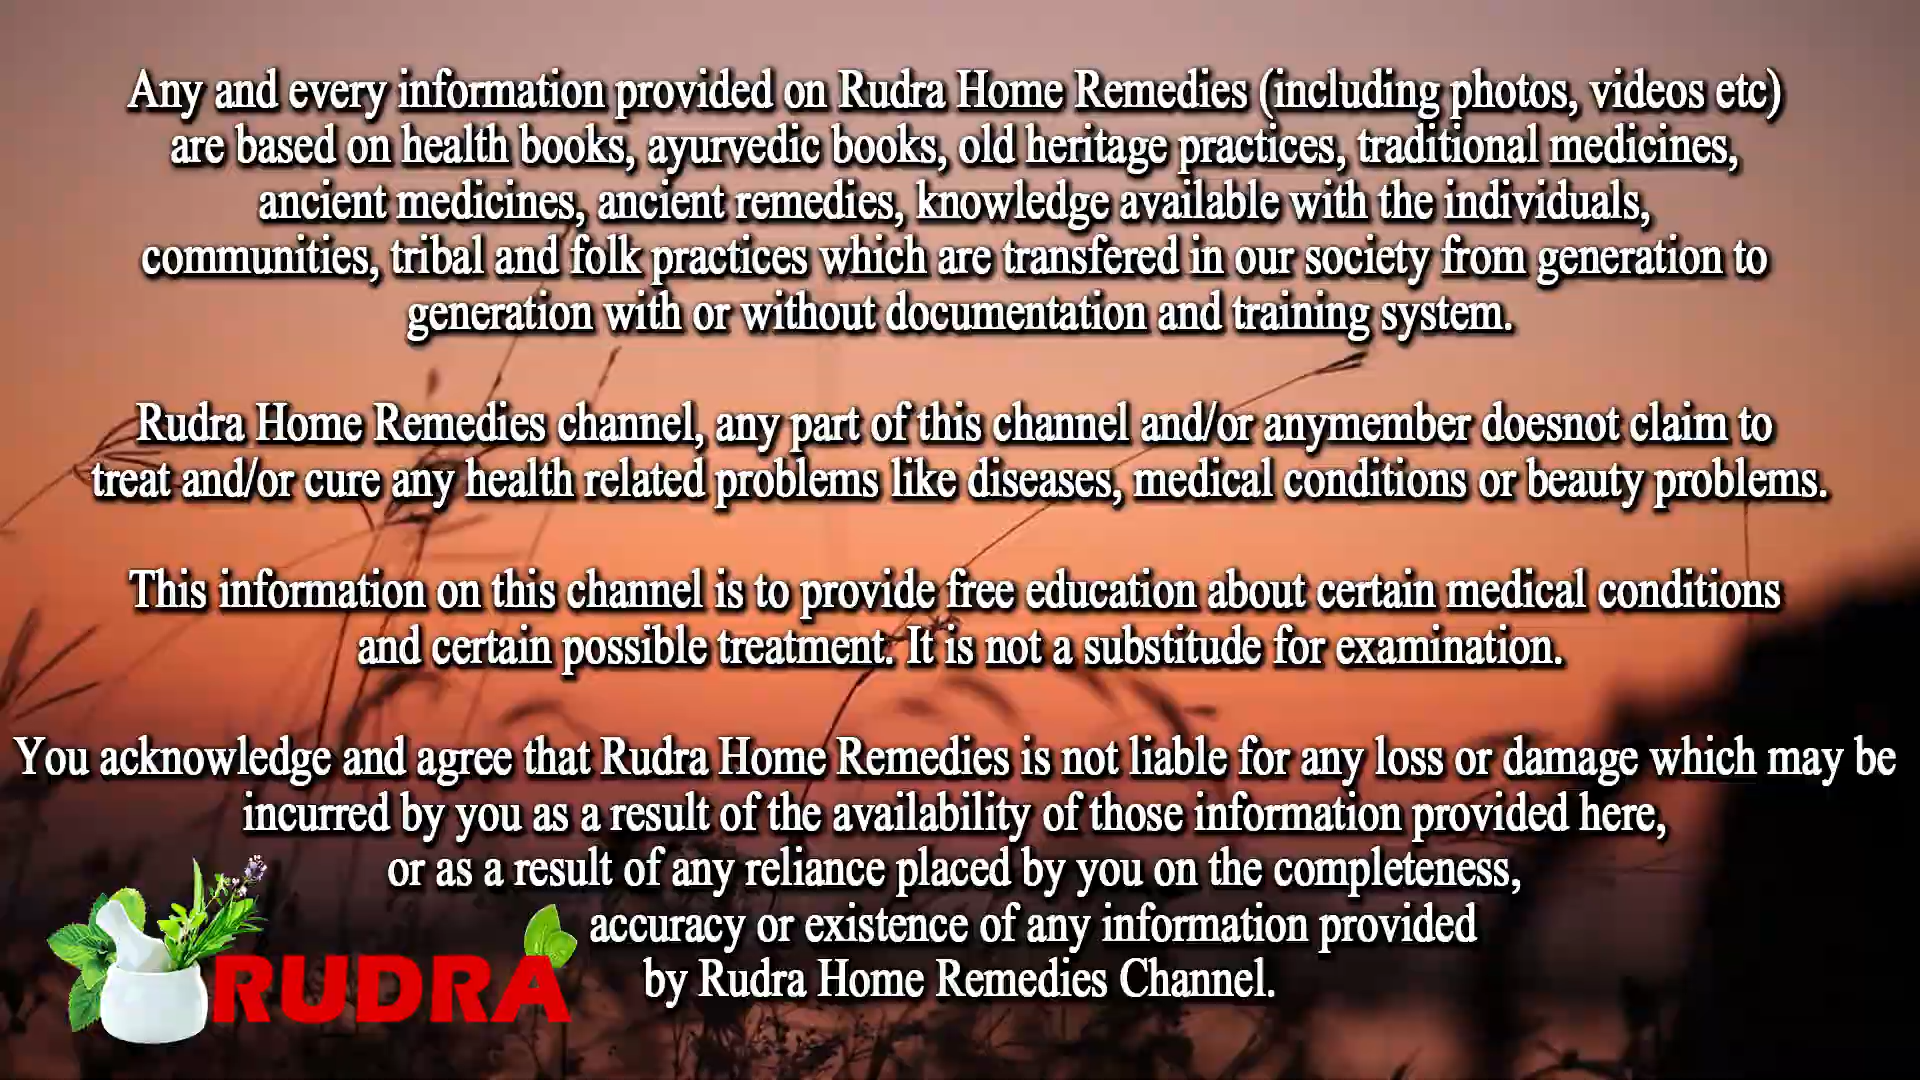 Any and every information provided on Rudra Home Remedies (including photos, videos etc)
are based on health books, ayurvedic books, old heritage practices, traditional medicines,
ancient medicines, ancient remedies, knowledge available with the individuals,
communities, tribal and folk practices which are transfered in our society from generation to
generation with or without documentation and training system.
Rudra Home Remedies channel, any part of this channel and/or anymember doesnot claim to
treat and/or cure any health related problems like diseases, medical conditions or beauty problems.
This information on this channel is to provide free education about certain medical conditions
and certain possible treatment. It is not a substitude for examination.
You acknowledge and agree that Rudra Home Remedies is not liable for any loss or damage which may be
incurred by you as a result of the availability of those information provided here,
or as a result of any reliance placed by you on the completeness,
accuracy or existence of any information provided
by Rudra Home Remedies Channel.
RUDRA